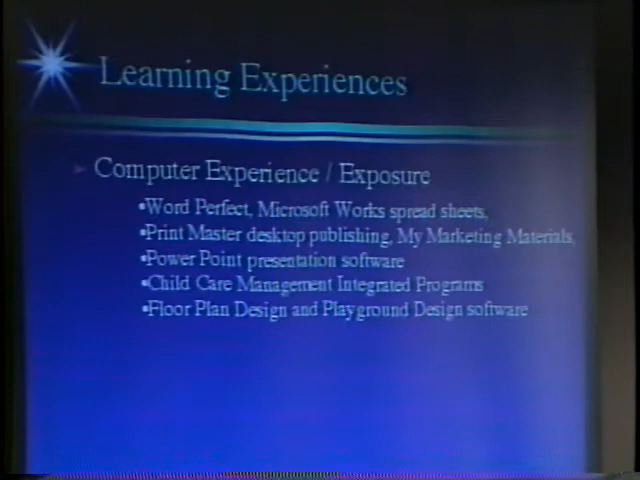 Learning Experiences
Computer Experience / Exposure
•Word Perfect, Microsoft Works spread sheets,
•Print Master desktop publishing, My Marketing Materials,
•Power Point presentation software
•Child Care Management Integrated Programs
•Floor Plan Design and Playground Design software